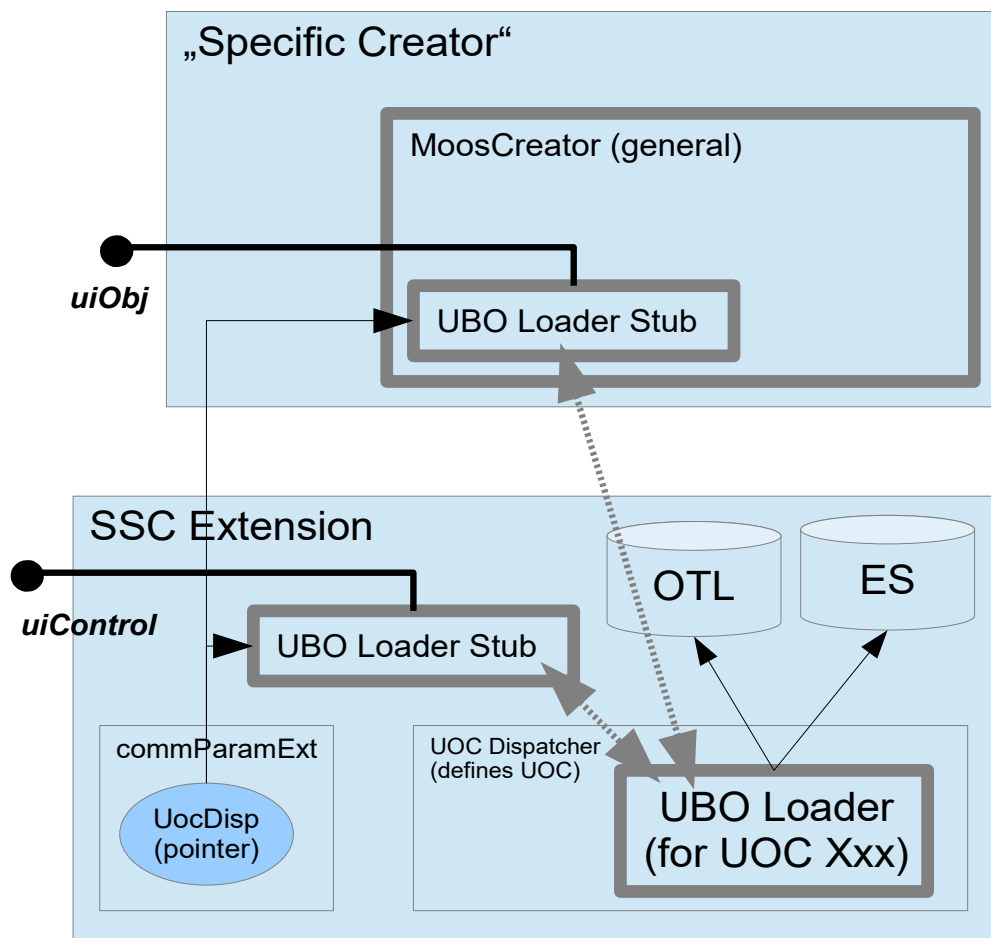 „Specific Creator“
MoosCreator (general)
uiObj
UBO Loader Stub
SSC Extension
OTL
ES
uiControl
UBO Loader Stub
commParamExt
UocDisp
(pointer)
UOC Dispatcher
(defines UOC)
UBO Loader
(for UOC Xxx)